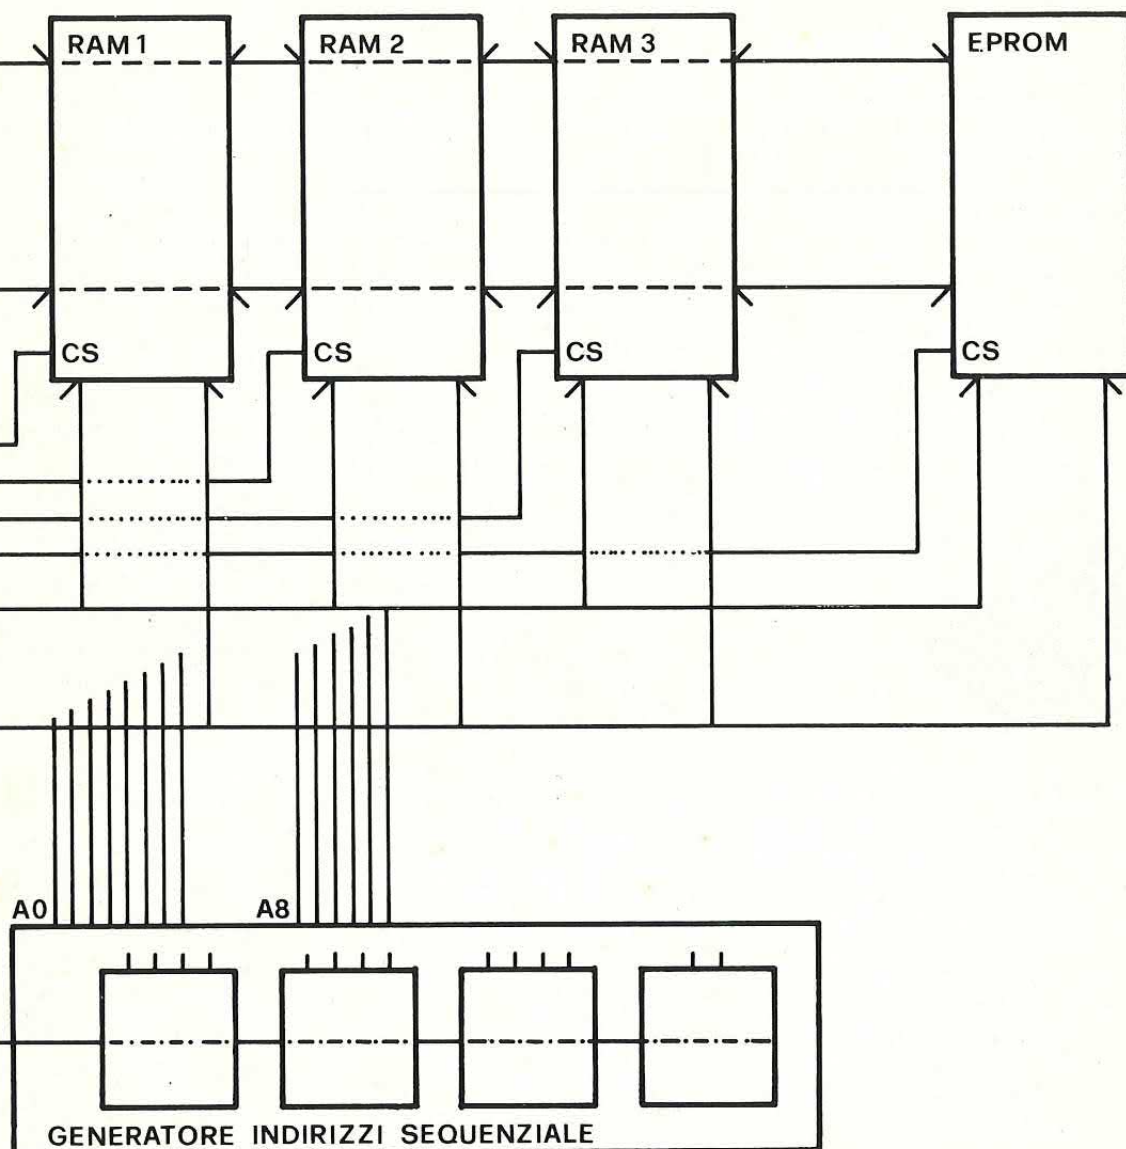 RAM 1
RAM 2
RAM 3
EPROM
CS
CS
CS
CS
A0
A8
GENERATORE INDIRIZZI SEQUENZIALE